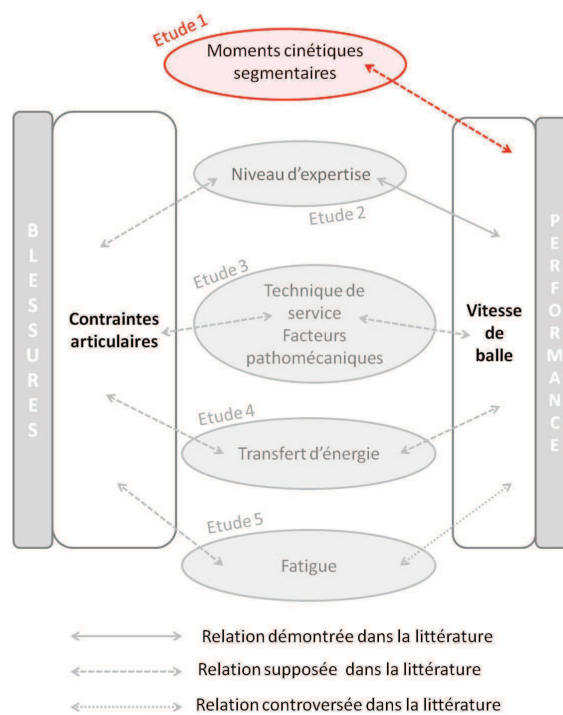 Etude 1
Moments cinétiques
segmentaires
Niveau d'expertise
Etude 2
Etude 3
Technique de
service
Facteurs
pathomécaniques
BLESSURES
Contraintes
articulaires
Vitesse
de
balle
PERFORMANCE
Etude 4
Transfert d'énergie
Etude 5
Fatigue
Relation démontrée dans la littérature
Relation supposée dans la littérature
Relation controversée dans la littérature